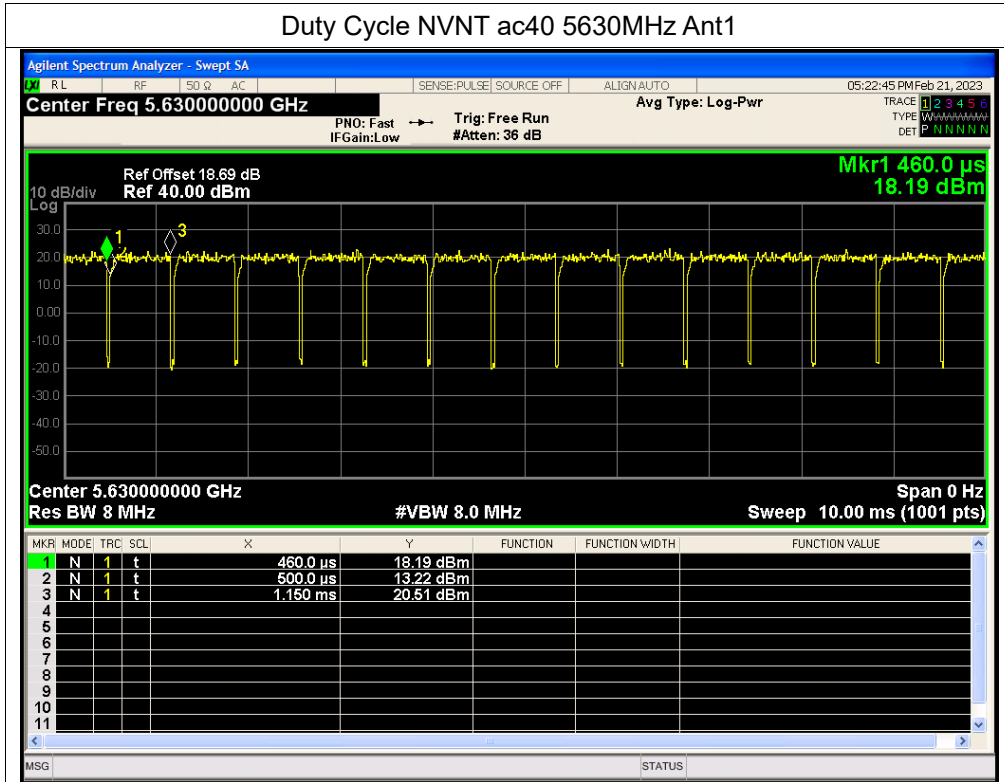 Duty Cycle NVNT ac40 5630MHz Ant1
Agilent Spectrum Analyzer - Swept SA
LXI RL RF 50 Ω AC SENSE:PULSE SOURCE OFF ALIGN AUTO 05:22:45 PM Feb 21, 2023
Center Freq 5.630000000 GHz Avg Type: Log-Pwr TRACE 1 2 3 4 5 6
PNO: Fast Trig: Free Run TYPE
IFGain:Low #Atten: 36 dB DET P N N N N N
Mkr1 460.0 µs
Ref Offset 18.69 dB
10 dB/div Ref 40.00 dBm 18.19 dBm
Log
30.0
1 2 3
20.0
10.0
0.00
-10.0
-20.0
-30.0
-40.0
-50.0
Center 5.630000000 GHz Span 0 Hz
Res BW 8 MHz #VBW 8.0 MHz Sweep 10.00 ms (1001 pts)
MKR MODE TRC SCL X Y FUNCTION FUNCTION WIDTH FUNCTION VALUE
1 N 1 t 460.0 µs 18.19 dBm
2 N 1 t 500.0 µs 13.22 dBm
3 N 1 t 1.150 ms 20.51 dBm
4
5
6
7
8
9
10
11
MSG STATUS